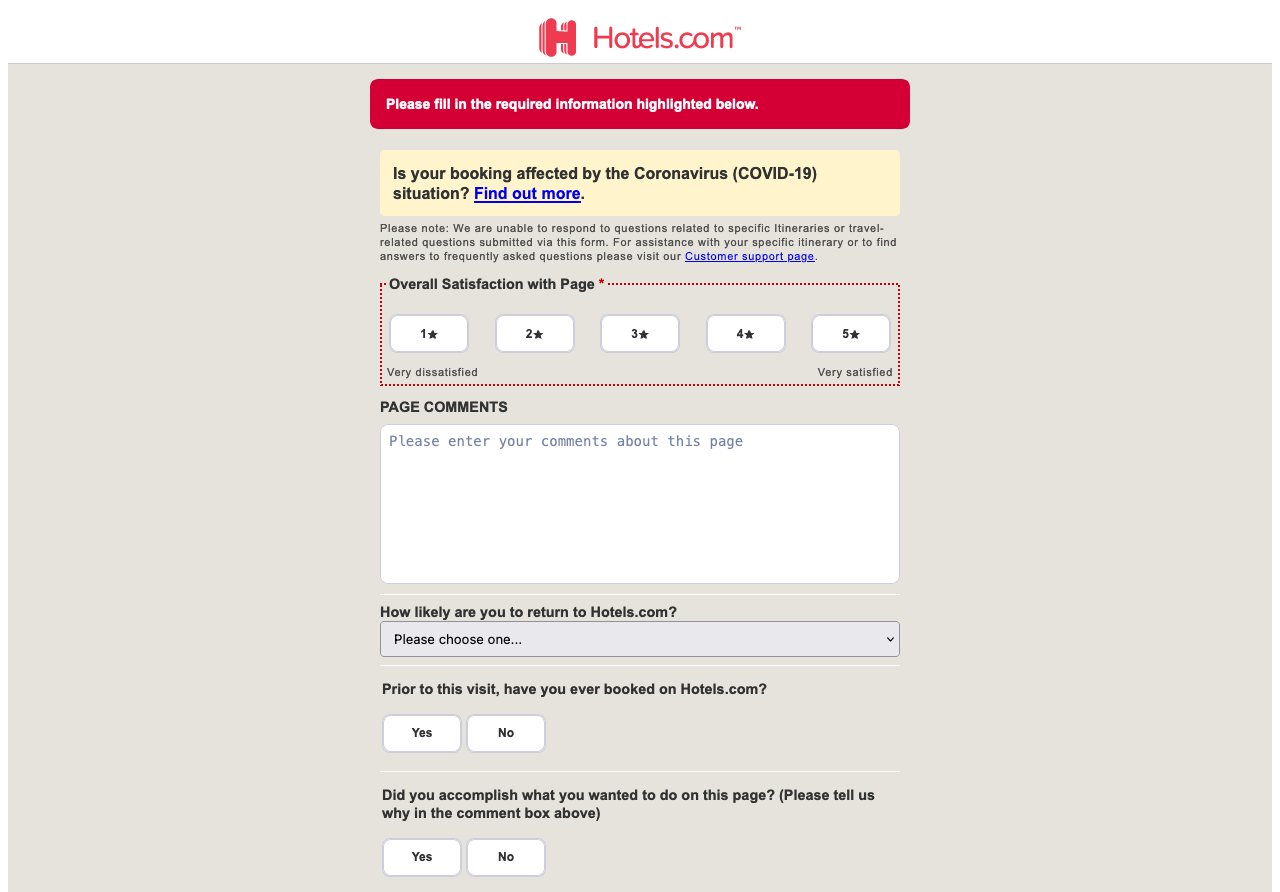 Hotels.com™
Please fill in the required information highlighted below.
Is your booking affected by the Coronavirus (COVID-19)
situation? Find out more.
Please note: We are unable to respond to questions related to specific Itineraries or travel-
related questions submitted via this form. For assistance with your specific itinerary or to find
answers to frequently asked questions please visit our Customer support page.
Overall Satisfaction with Page *
1★ 2★ 3★ 4★ 5★
Very dissatisfied Very satisfied
PAGE COMMENTS
Please enter your comments about this page
How likely are you to return to Hotels.com?
Please choose one...
Prior to this visit, have you ever booked on Hotels.com?
Yes No
Did you accomplish what you wanted to do on this page? (Please tell us
why in the comment box above)
Yes No